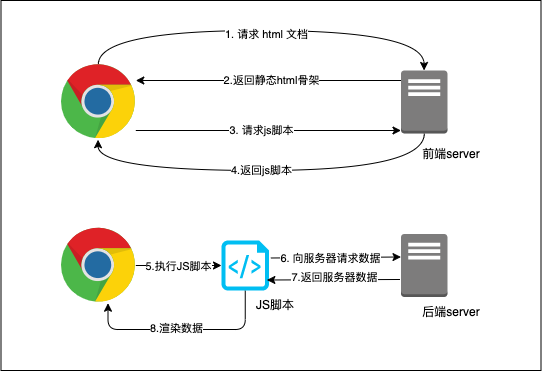 1. 请求 html 文档
2.返回静态html骨架
3. 请求js脚本
前端server
4.返回js脚本
5.执行JS脚本
</>
6. 向服务器请求数据
7.返回服务器数据
JS脚本
后端server
8.渲染数据